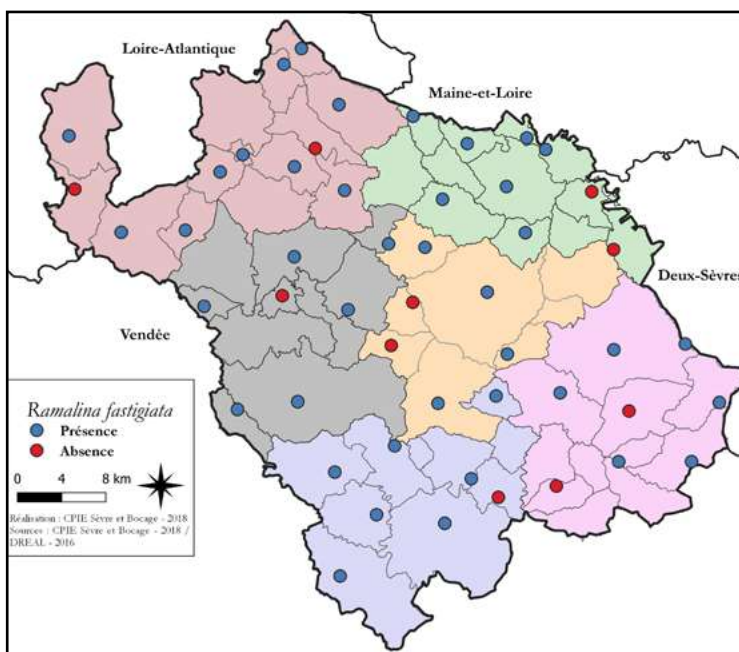 Loire-Atlantique
Maine-et-Loire
Deux-Sèvres
Vendée
Ramalina fastigiata
Présence
Absence
0 4 8 km
Réalisation : CPIE Sèvre et Bocage - 2018
Sources : CPIE Sèvre et Bocage - 2018 /
DREAL - 2016